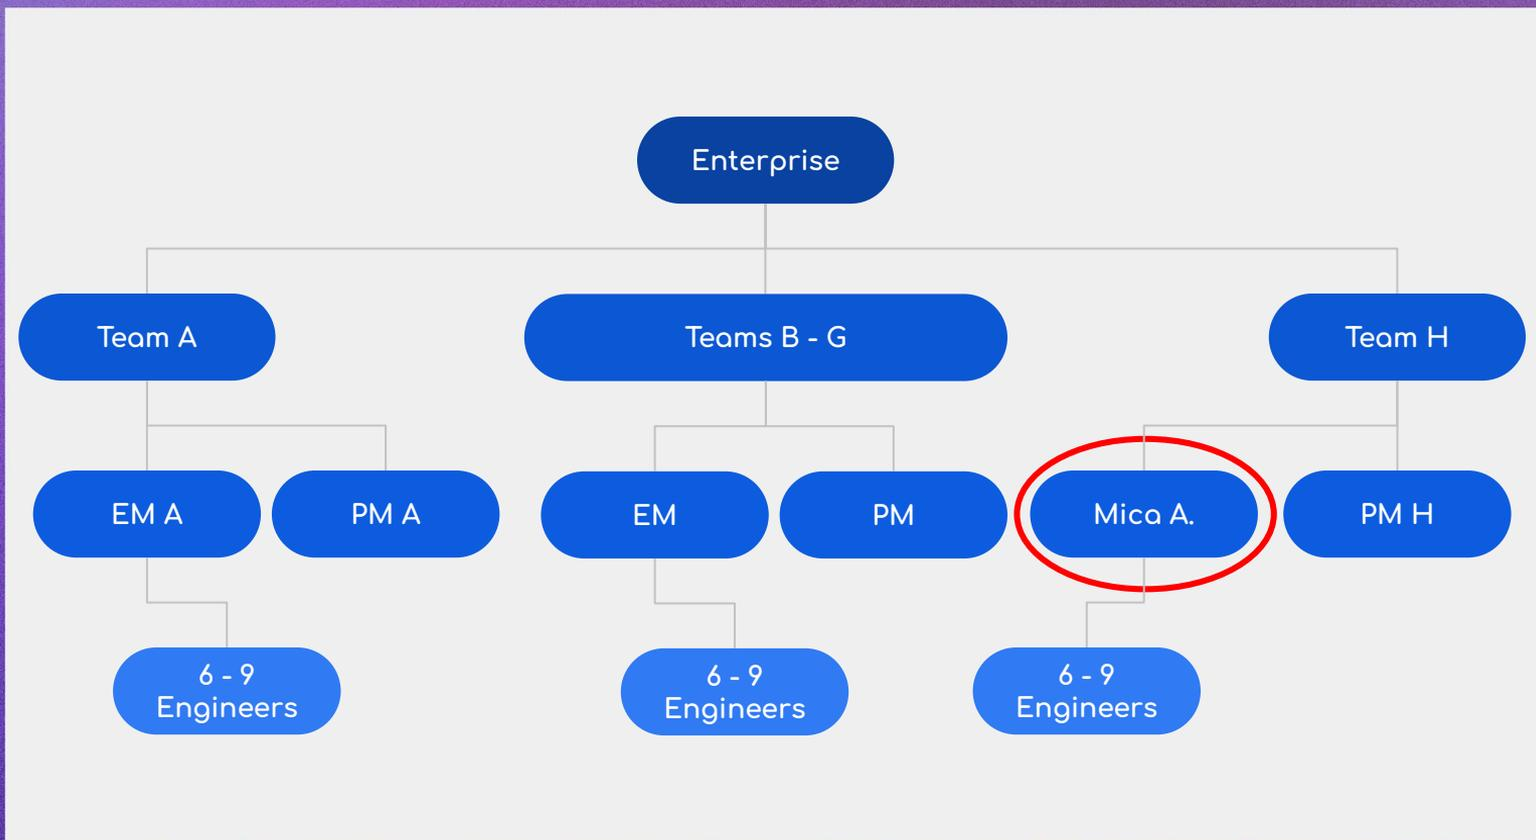 Enterprise
Team A
Teams B - G
Team H
EM A
PM A
EM
PM
Mica A.
PM H
6 - 9
Engineers
6 - 9
Engineers
6 - 9
Engineers